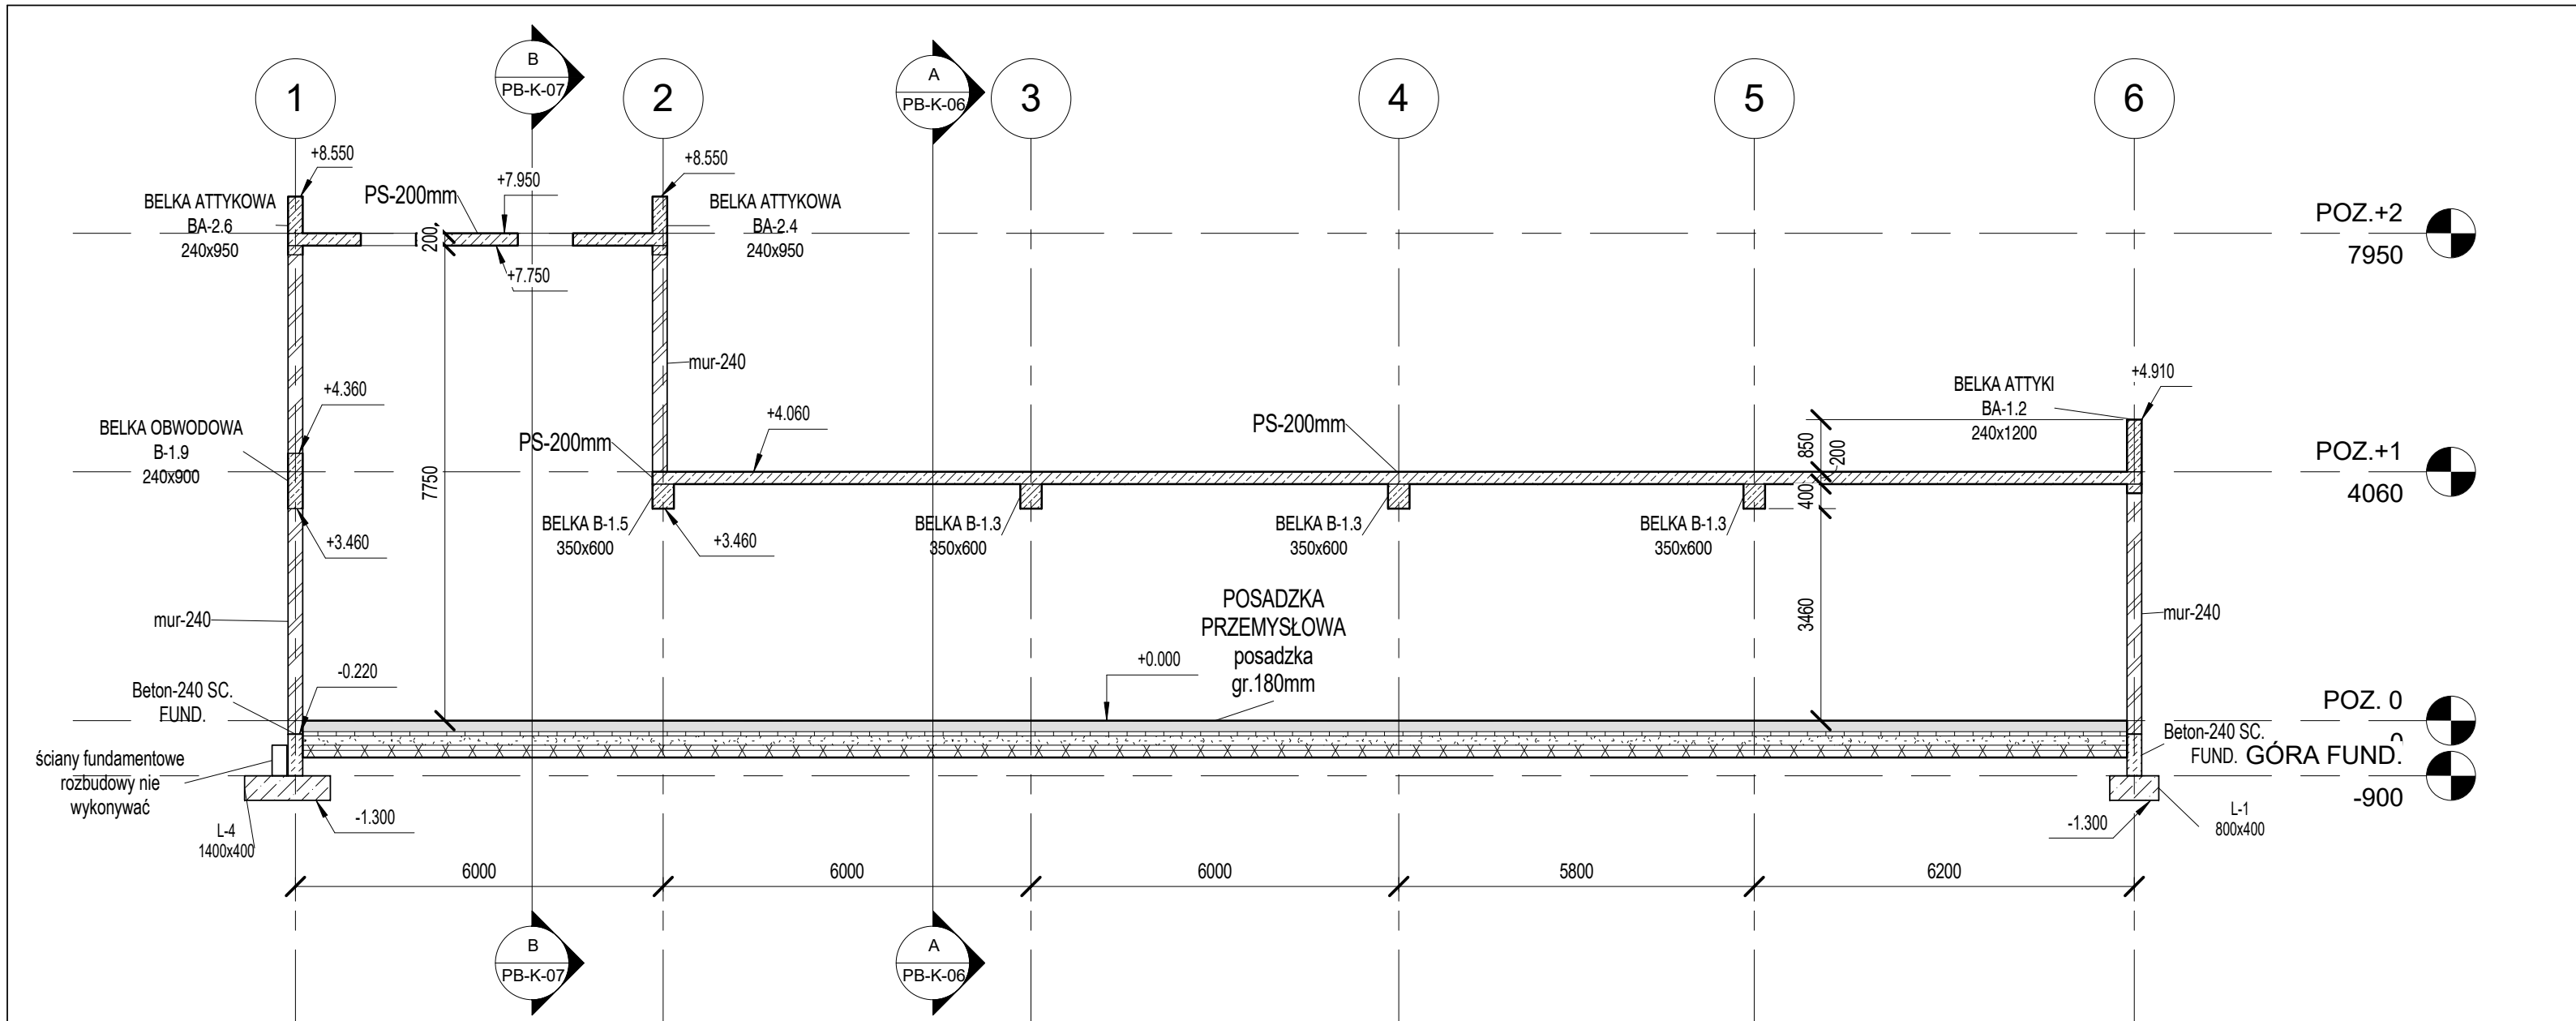 1
B
PB-K-07
2
A
PB-K-06
3
4
5
6
+8.550
+8.550
+7.950
PS-200mm
BELKA ATTYKOWA
BA-2.6
240x950
BELKA ATTYKOWA
BA-2.4
240x950
200
+7.750
POZ.+2
7950
mur-240
+4.360
BELKA OBWODOWA
B-1.9
240x900
+3.460
7750
PS-200mm
+4.060
PS-200mm
BELKA ATTYKI
BA-1.2
240x1200
+4.910
850
200
400
POZ.+1
4060
BELKA B-1.5
350x600
+3.460
BELKA B-1.3
350x600
BELKA B-1.3
350x600
BELKA B-1.3
350x600
mur-240
3460
mur-240
POSADZKA
PRZEMYSŁOWA
posadzka
gr.180mm
+0.000
-0.220
Beton-240 SC.
FUND.
POZ. 0
0
Beton-240 SC.
FUND.
GÓRA FUND.
-900
ściany fundamentowe
rozbudowy nie
wykonywać
L-4
1400x400
-1.300
-1.300
L-1
800x400
6000
6000
6000
5800
6200
B
PB-K-07
A
PB-K-06